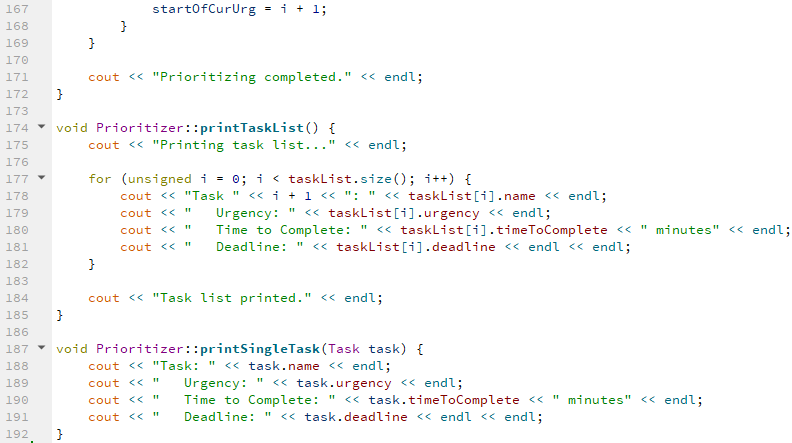 167             startOfCurUrg = i + 1;
168         }
169     }
170
171     cout << "Prioritizing completed." << endl;
172 }
173
174 void Prioritizer::printTaskList() {
175     cout << "Printing task list..." << endl;
176
177     for (unsigned i = 0; i < taskList.size(); i++) {
178         cout << "Task " << i + 1 << ": " << taskList[i].name << endl;
179         cout << "   Urgency: " << taskList[i].urgency << endl;
180         cout << "   Time to Complete: " << taskList[i].timeToComplete << " minutes" << endl;
181         cout << "   Deadline: " << taskList[i].deadline << endl << endl;
182     }
183
184     cout << "Task list printed." << endl;
185 }
186
187 void Prioritizer::printSingleTask(Task task) {
188     cout << "Task: " << task.name << endl;
189     cout << "   Urgency: " << task.urgency << endl;
190     cout << "   Time to Complete: " << task.timeToComplete << " minutes" << endl;
191     cout << "   Deadline: " << task.deadline << endl << endl;
192 }